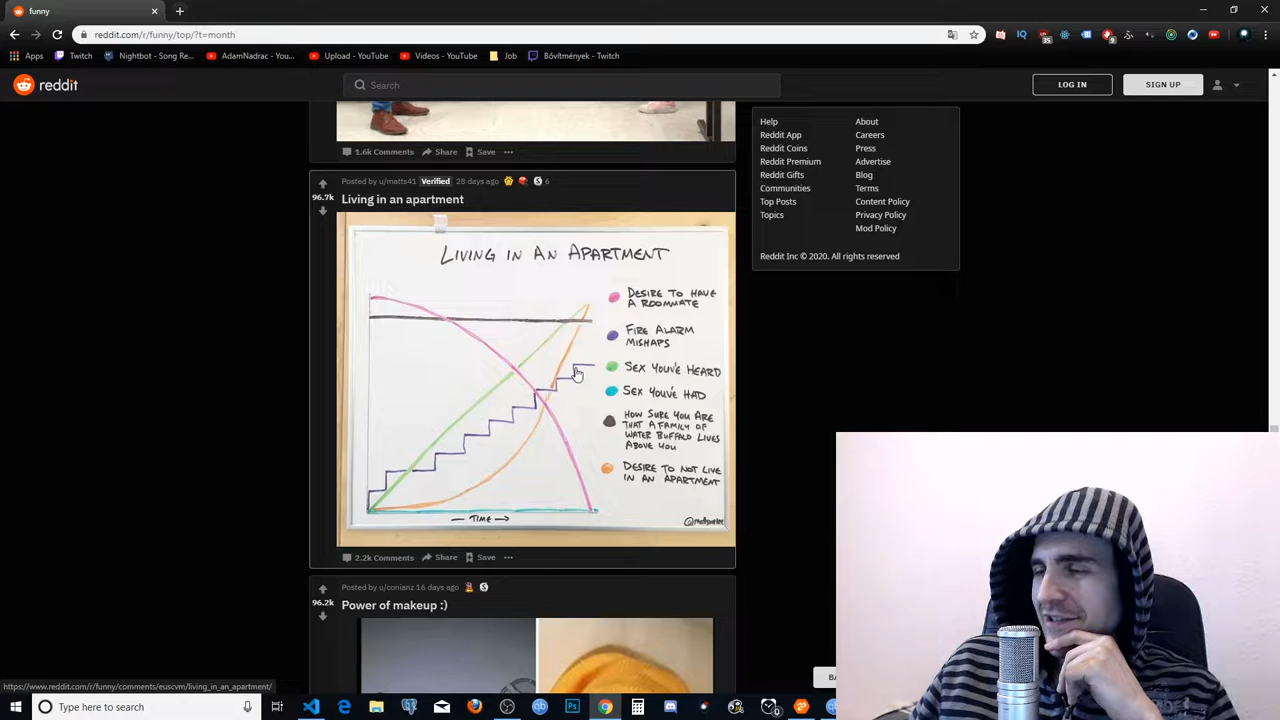 funny
reddit.com/r/funny/top/?t=month
Apps
Twitch
Nightbot - Song Re...
AdamNadrac - You...
Upload - YouTube
Videos - YouTube
Job
Bővítmények - Twitch
reddit
Search
LOG IN
SIGN UP
1.6k Comments
Share
Save
Help
About
Reddit App
Careers
Reddit Coins
Press
Reddit Premium
Advertise
Reddit Gifts
Blog
Communities
Terms
Top Posts
Content Policy
Topics
Privacy Policy
Mod Policy
Reddit Inc © 2020. All rights reserved
Posted by u/matts41 Verified 28 days ago
6
96.7k
Living in an apartment
LIVING IN AN APARTMENT
DESIRE TO HAVE
A ROOMMATE
FIRE ALARM
MISHAPS
SEX YOU'VE HEARD
SEX YOU'VE HAD
HOW SURE YOU ARE
THAT A FAMILY OF
WATER BUFFALO LIVES
ABOVE YOU
DESIRE TO NOT LIVE
IN AN APARTMENT
TIME
2.2k Comments
Share
Save
Posted by u/conianz 16 days ago
96.2k
Power of makeup :)
https://www.reddit.com/r/funny/comments/euscvm/living_in_an_apartment/
Type here to search